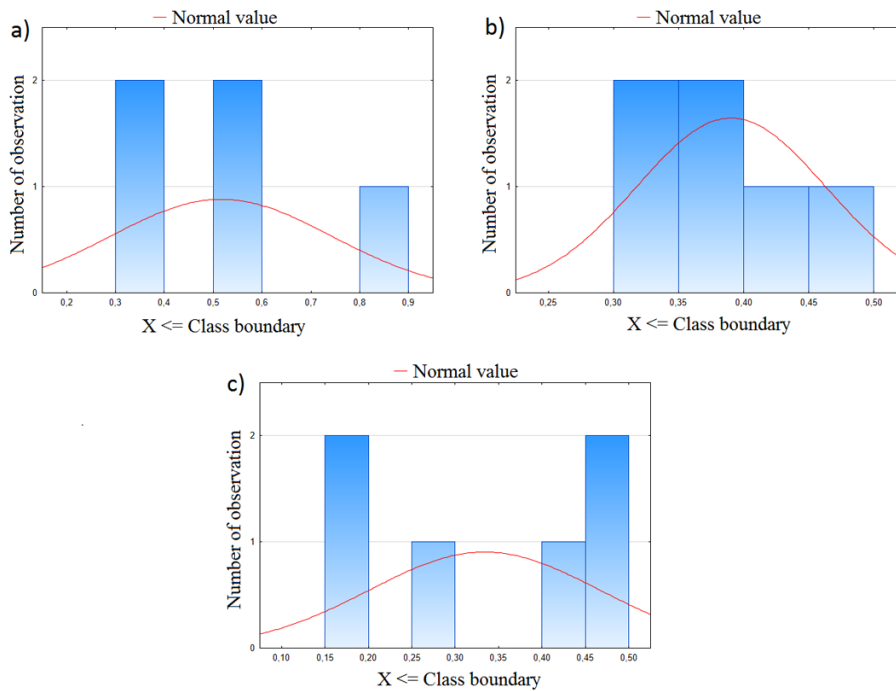 a)
Normal value
Number of observation
2
1
0
0,2 0,3 0,4 0,5 0,6 0,7 0,8 0,9
X <= Class boundary
b)
Normal value
Number of observation
2
1
0
0,25 0,30 0,35 0,40 0,45 0,50
X <= Class boundary
c)
Normal value
Number of observation
2
1
0
0,10 0,15 0,20 0,25 0,30 0,35 0,40 0,45 0,50
X <= Class boundary